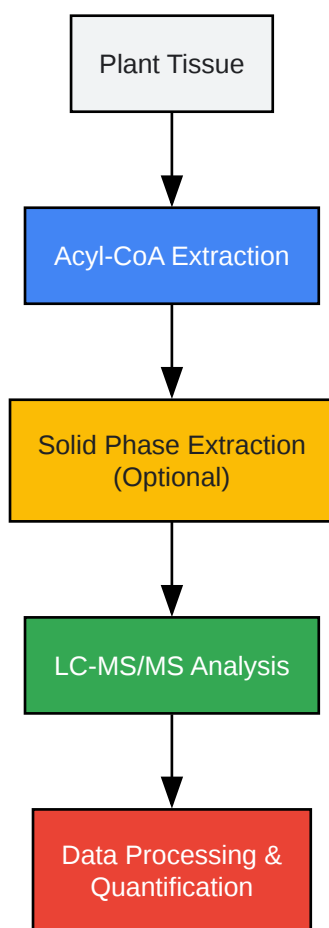 Plant Tissue
Acyl-CoA Extraction
Solid Phase Extraction
(Optional)
LC-MS/MS Analysis
Data Processing &
Quantification